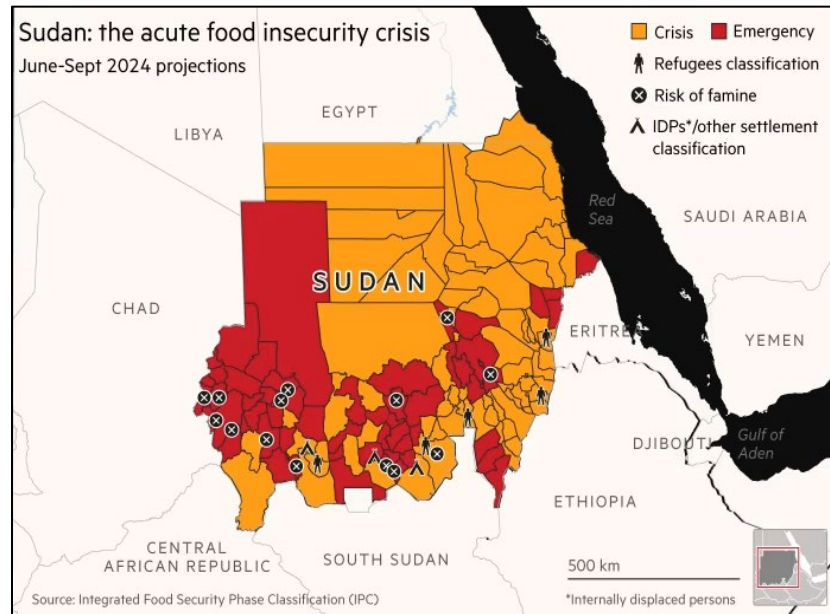 Sudan: the acute food insecurity crisis
June-Sept 2024 projections
Crisis Emergency
Refugees classification
Risk of famine
IDPs*/other settlement
classification
EGYPT
LIBYA
Red
Sea
SAUDI ARABIA
SUDAN
CHAD
ERITREA
YEMEN
DJIBOUTI
Gulf of
Aden
ETHIOPIA
CENTRAL
AFRICAN REPUBLIC
SOUTH SUDAN
500 km
Source: Integrated Food Security Phase Classification (IPC)
*Internally displaced persons